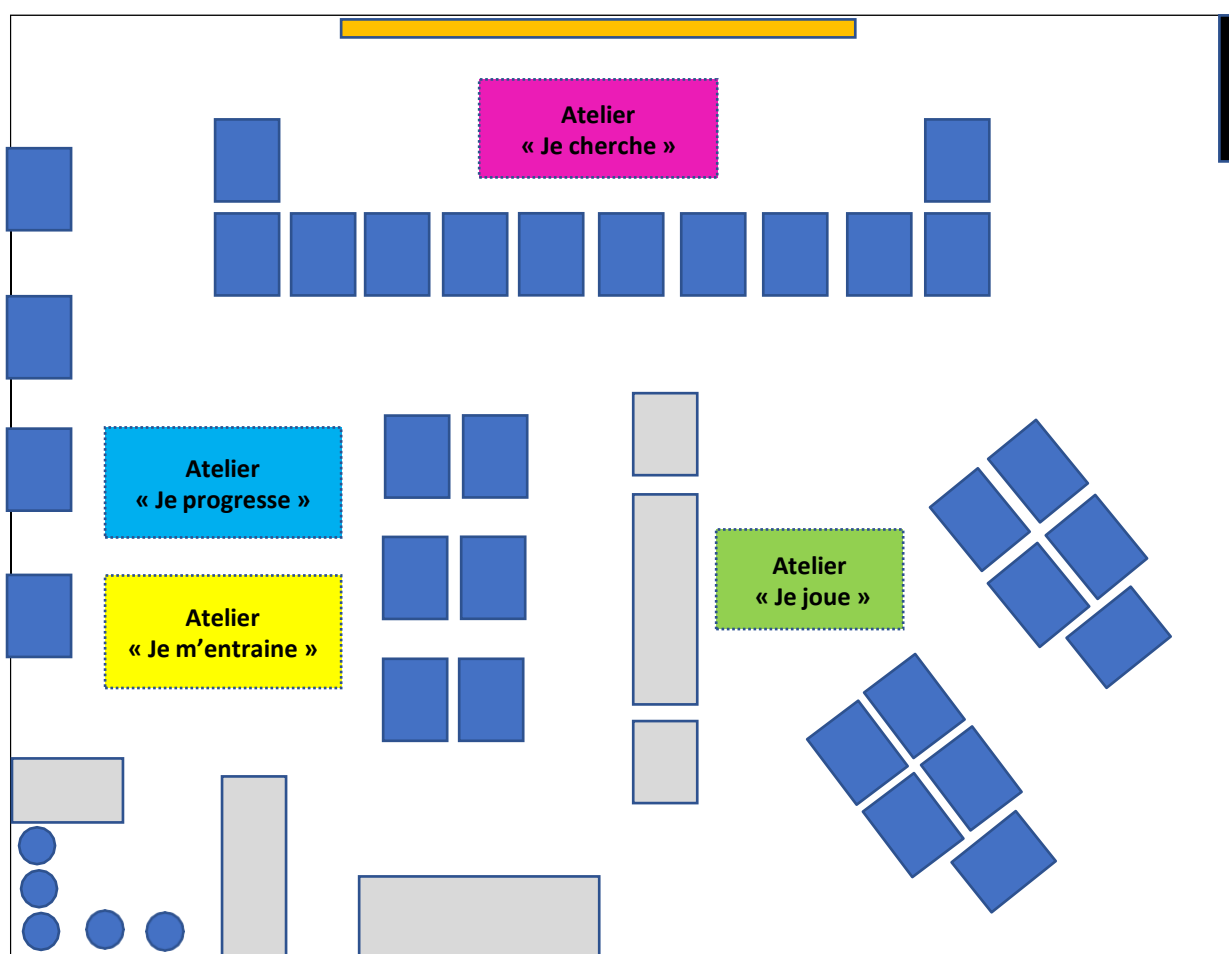 Atelier
« Je cherche »
Atelier
« Je progresse »
Atelier
« Je m’entraine »
Atelier
« Je joue »